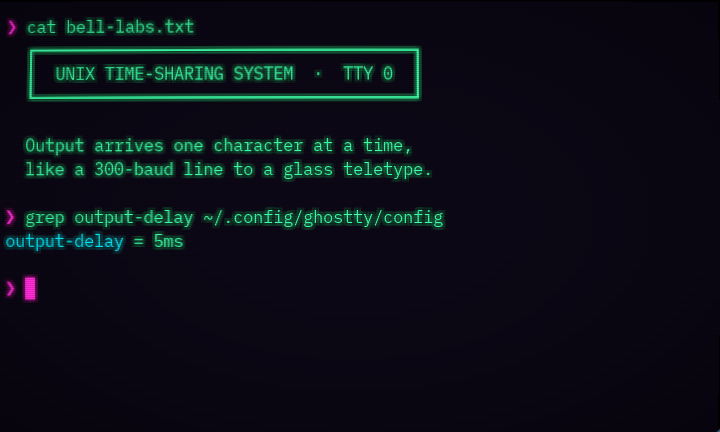 ❯ cat bell-labs.txt
UNIX TIME-SHARING SYSTEM · TTY 0
Output arrives one character at a time,
like a 300-baud line to a glass teletype.
❯ grep output-delay ~/.config/ghostty/config
output-delay = 5ms
❯